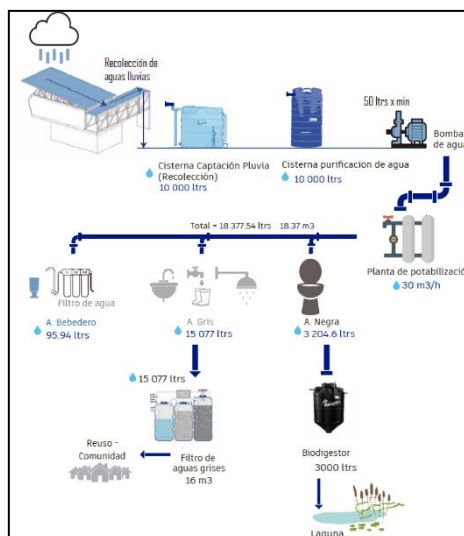 Recolección de
aguas lluvias
50 ltrs x min
Bomba
de agua
Cisterna Captación Pluvia
(Recolección)
10 000 ltrs
Cisterna purificacion de agua
10 000 ltrs
Total = 18 377.54 ltrs 18.37 m3
Planta de potabilizació
30 m3/h
Filtro de agua
A. Bebedero
95.94 ltrs
A. Gris
15 077 ltrs
A. Negra
3 204.6 ltrs
15 077 ltrs
Reuso -
Comunidad
Filtro de
aguas grises
16 m3
Biodigestor
3000 ltrs
Laguna